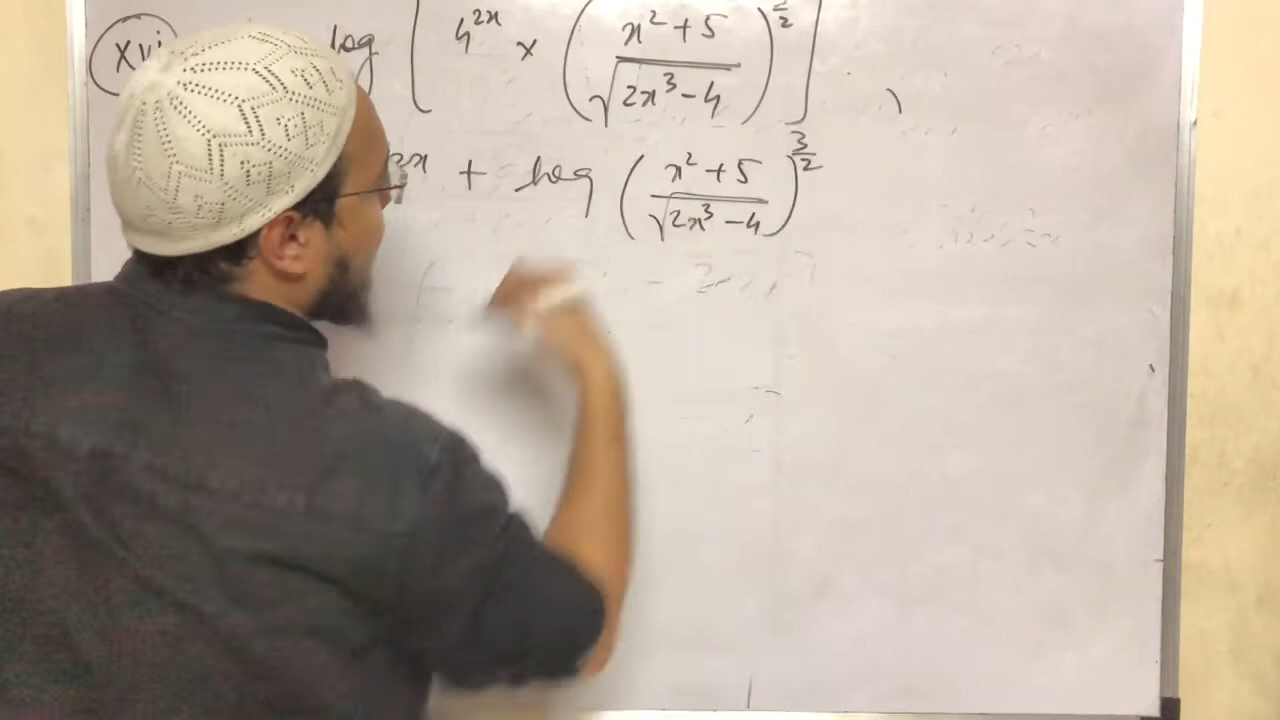 (xvi) log [ 4^{2x} × ( (x² + 5) / √(2x³ - 4) )^{3/2} ]
2x + log ( (x² + 5) / √(2x³ - 4) )^{3/2}